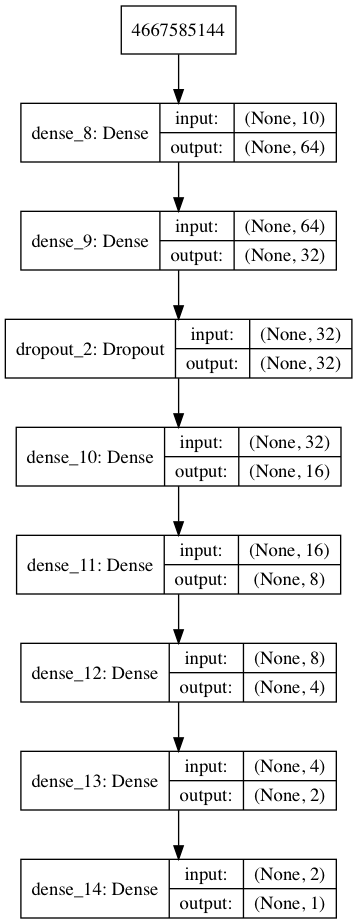 4667585144
dense_8: Dense
input: (None, 10)
output: (None, 64)
dense_9: Dense
input: (None, 64)
output: (None, 32)
dropout_2: Dropout
input: (None, 32)
output: (None, 32)
dense_10: Dense
input: (None, 32)
output: (None, 16)
dense_11: Dense
input: (None, 16)
output: (None, 8)
dense_12: Dense
input: (None, 8)
output: (None, 4)
dense_13: Dense
input: (None, 4)
output: (None, 2)
dense_14: Dense
input: (None, 2)
output: (None, 1)